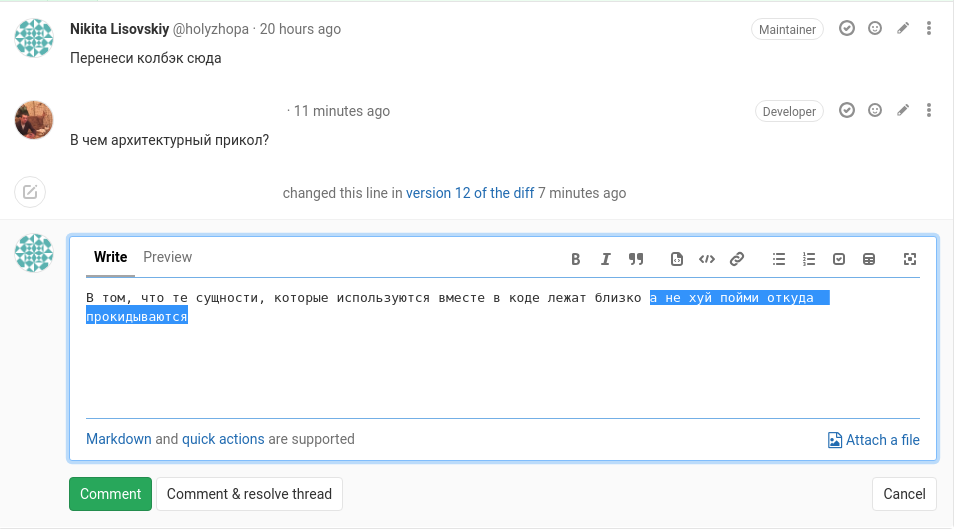 Nikita Lisovskiy @holyzhopa · 20 hours ago Maintainer
Перенеси колбэк сюда
· 11 minutes ago Developer
В чем архитектурный прикол?
changed this line in version 12 of the diff 7 minutes ago
Write Preview
В том, что те сущности, которые используются вместе в коде лежат близко а не хуй пойми откуда
прокидываются
Markdown and quick actions are supported Attach a file
Comment Comment & resolve thread Cancel